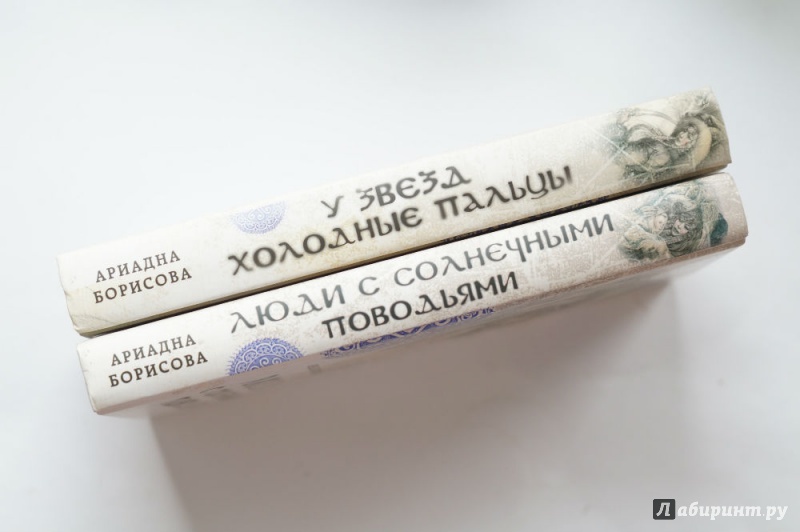 АРИАДНА
БОРИСОВА
У ЗВЕЗД
ХОЛОДНЫЕ ПАЛЬЦЫ
АРИАДНА
БОРИСОВА
ЛЮДИ С СОЛНЕЧНЫМИ
ПОВОДЬЯМИ
Лабиринт.ру